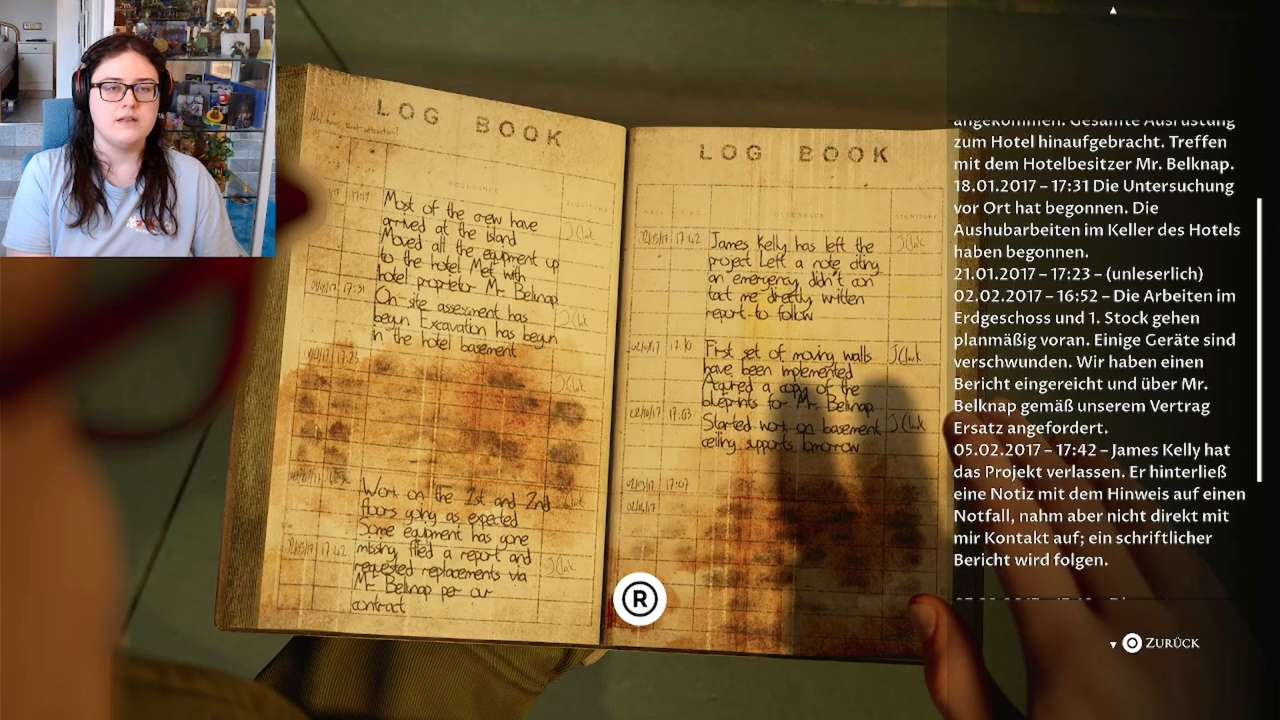 LOG BOOK
Most of the crew have
arrived at the island
Moved all the equipment up
to the hotel Met with
hotel proprietor Mr Belknap
On-site assessment has
begun Excavation has begun
in the hotel basement
Work on the 1st and 2nd
floors going as expected
Some equipment has gone
missing, filed a report and
requested replacements via
Mr Belknap per our
contract
LOG BOOK
17:42 James Kelly has left the
project Left a note citing
an emergency, didn't con
tact me directly, written
report to follow
17:10 First set of moving walls JClark
have been implemented
Acquired a copy of the
blueprints for Mr. Belknap
17:03 Started work on basement
ceiling supports tomorrow
17:07
R
angekommen. Gesamte Ausrüstung
zum Hotel hinaufgebracht. Treffen
mit dem Hotelbesitzer Mr. Belknap.
18.01.2017 – 17:31 Die Untersuchung
vor Ort hat begonnen. Die
Aushubarbeiten im Keller des Hotels
haben begonnen.
21.01.2017 – 17:23 – (unleserlich)
02.02.2017 – 16:52 – Die Arbeiten im
Erdgeschoss und 1. Stock gehen
planmäßig voran. Einige Geräte sind
verschwunden. Wir haben einen
Bericht eingereicht und über Mr.
Belknap gemäß unserem Vertrag
Ersatz angefordert.
05.02.2017 – 17:42 – James Kelly hat
das Projekt verlassen. Er hinterließ
eine Notiz mit dem Hinweis auf einen
Notfall, nahm aber nicht direkt mit
mir Kontakt auf; ein schriftlicher
Bericht wird folgen.
ZURÜCK